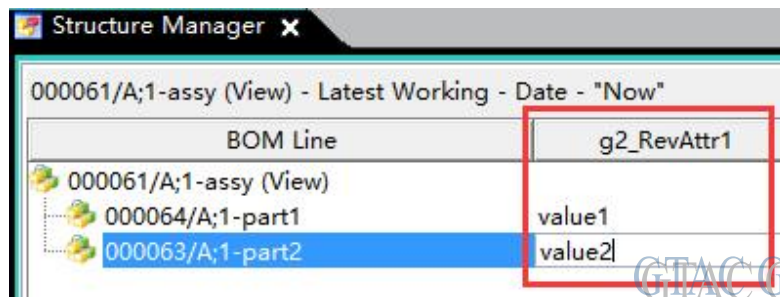 Structure Manager
000061/A;1-assy (View) - Latest Working - Date - "Now"
BOM Line g2_RevAttr1
000061/A;1-assy (View)
000064/A;1-part1 value1
000063/A;1-part2 value2
GTAC G